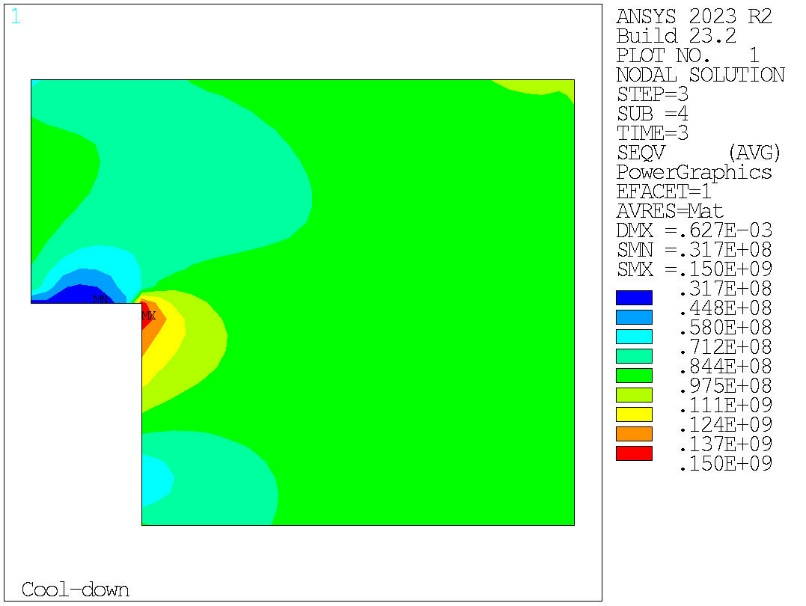 1
ANSYS 2023 R2
Build 23.2
PLOT NO. 1
NODAL SOLUTION
STEP=3
SUB =4
TIME=3
SEQV (AVG)
PowerGraphics
EFACET=1
AVRES=Mat
DMX =.627E-03
SMN =.317E+08
SMX =.150E+09
.317E+08
.448E+08
.580E+08
.712E+08
.844E+08
.975E+08
.111E+09
.124E+09
.137E+09
.150E+09
MN
MX
Cool-down